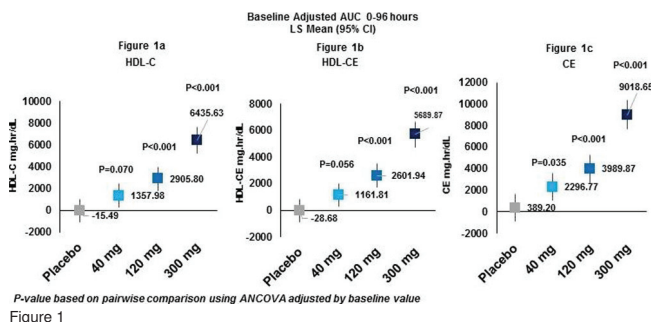 Baseline Adjusted AUC 0-96 hours
LS Mean (95% CI)
Figure 1a
HDL-C
HDL-C mg.hr/dL
10000
8000
6000
4000
2000
0
-2000
P=0.070
P<0.001
P<0.001
-15.49
1357.98
2905.80
6435.63
Placebo
40 mg
120 mg
300 mg
Figure 1b
HDL-CE
HDL-CE mg.hr/dL
8000
6000
4000
2000
0
-2000
P=0.056
P<0.001
P<0.001
-28.68
1161.81
2601.94
5689.87
Placebo
40 mg
120 mg
300 mg
Figure 1c
CE
CE mg.hr/dL
12000
10000
8000
6000
4000
2000
0
-2000
P=0.035
P<0.001
P<0.001
389.20
2296.77
3989.87
9018.65
Placebo
40 mg
120 mg
300 mg
P-value based on pairwise comparison using ANCOVA adjusted by baseline value
Figure 1